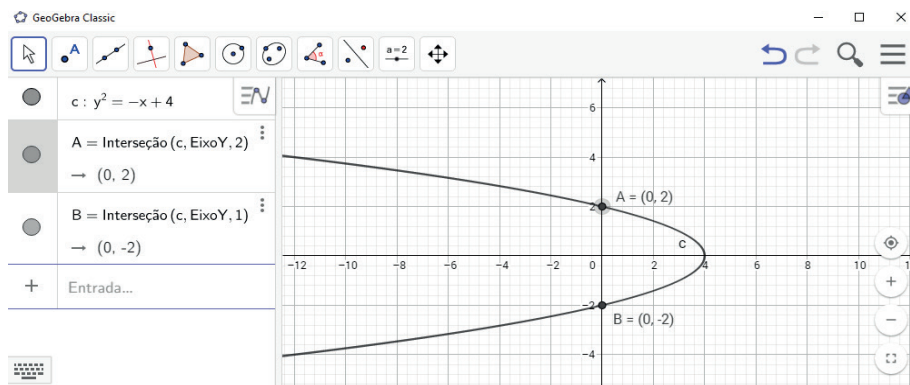 GeoGebra Classic
A
a = 2
c : y² = −x + 4
A = Interseção (c, EixoY, 2)
→ (0, 2)
B = Interseção (c, EixoY, 1)
→ (0, -2)
+ Entrada...
6
4
2
A = (0, 2)
c
−12 −10 −8 −6 −4 −2 0 2 4 6 8 10
−2
B = (0, -2)
−4